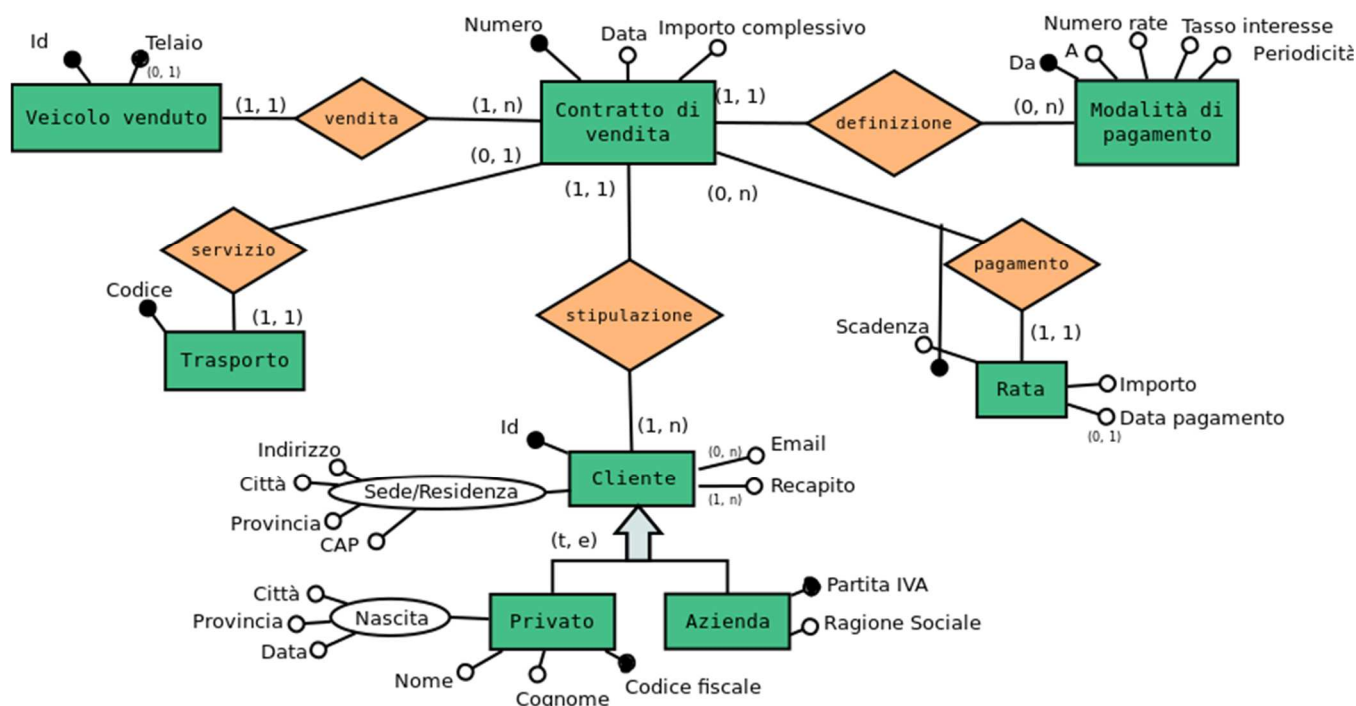 Numero
Data
Importo complessivo
Numero rate
Tasso interesse
Id
Telaio
(0, 1)
Da
A
Periodicità
Veicolo venduto
(1, 1)
vendita
(1, n)
Contratto di
vendita
(1, 1)
definizione
(0, n)
Modalità di
pagamento
(0, 1)
(1, 1)
(0, n)
servizio
pagamento
Codice
(1, 1)
stipulazione
Scadenza
(1, 1)
Trasporto
Rata
Importo
Data pagamento
(0, 1)
Id
(1, n)
Indirizzo
Città
Sede/Residenza
Provincia
CAP
Cliente
(0, n)
Email
(1, n)
Recapito
(t, e)
Città
Provincia
Nascita
Data
Privato
Azienda
Partita IVA
Ragione Sociale
Nome
Cognome
Codice fiscale